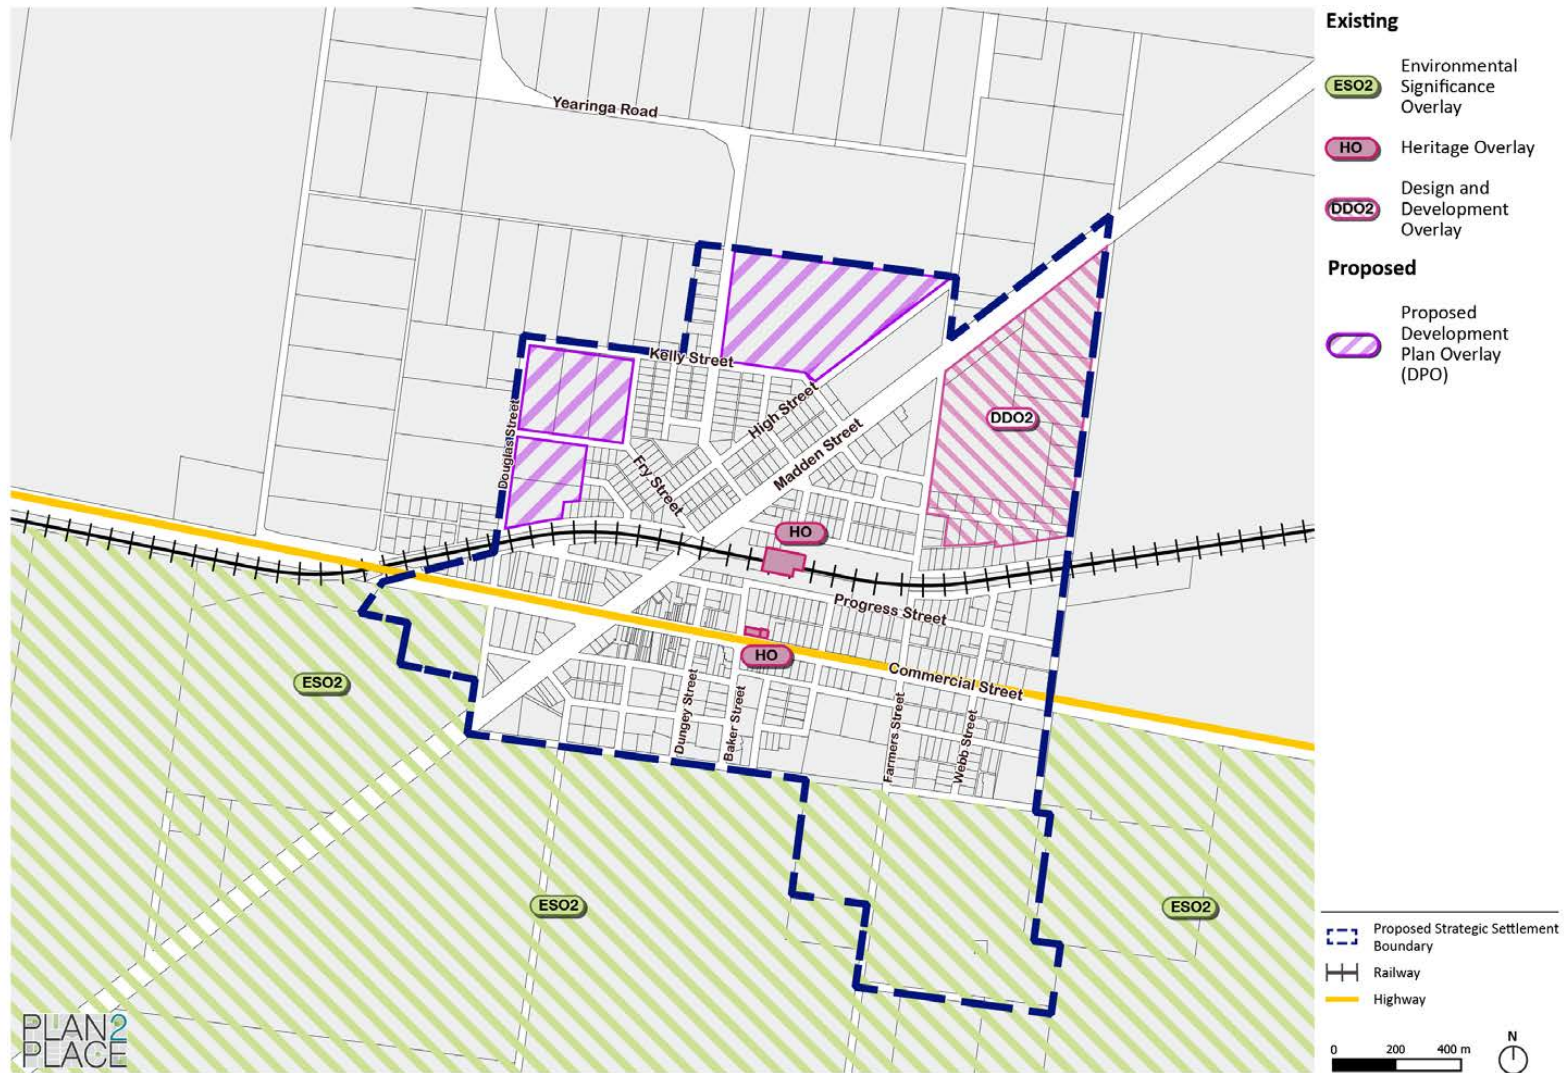 Yearinga Road
Kelly Street
High Street
Madden Street
DDO2
Douglas Street
Fry Street
HO
Progress Street
HO
Commercial Street
ESO2
Dungey Street
Baker Street
Farmers Street
Webb Street
ESO2
ESO2
PLAN2
PLACE
Existing
ESO2
Environmental
Significance
Overlay
HO
Heritage Overlay
DDO2
Design and
Development
Overlay
Proposed
Proposed
Development
Plan Overlay
(DPO)
Proposed Strategic Settlement
Boundary
Railway
Highway
0 200 400 m
N